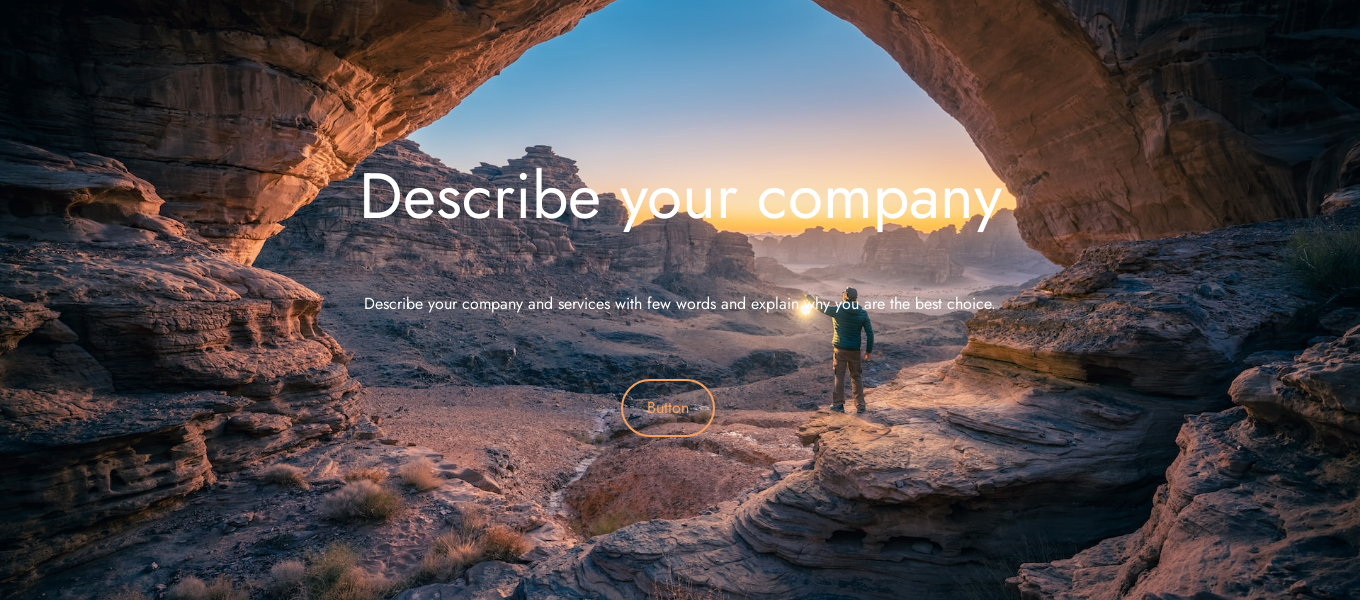 Describe your company
Describe your company and services with few words and explain why you are the best choice.
Button